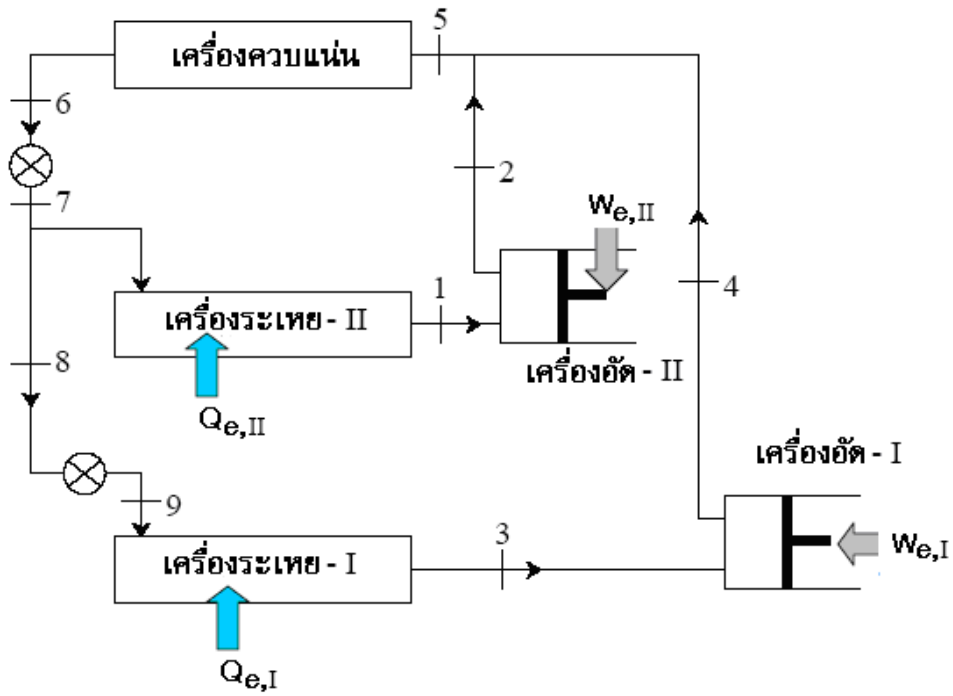 5
เครื่องควบแน่น
6
2
7
We,II
1
4
เครื่องระเหย - II
8
เครื่องอัด - II
Qe,II
เครื่องอัด - I
9
3
We,I
เครื่องระเหย - I
Qe,I